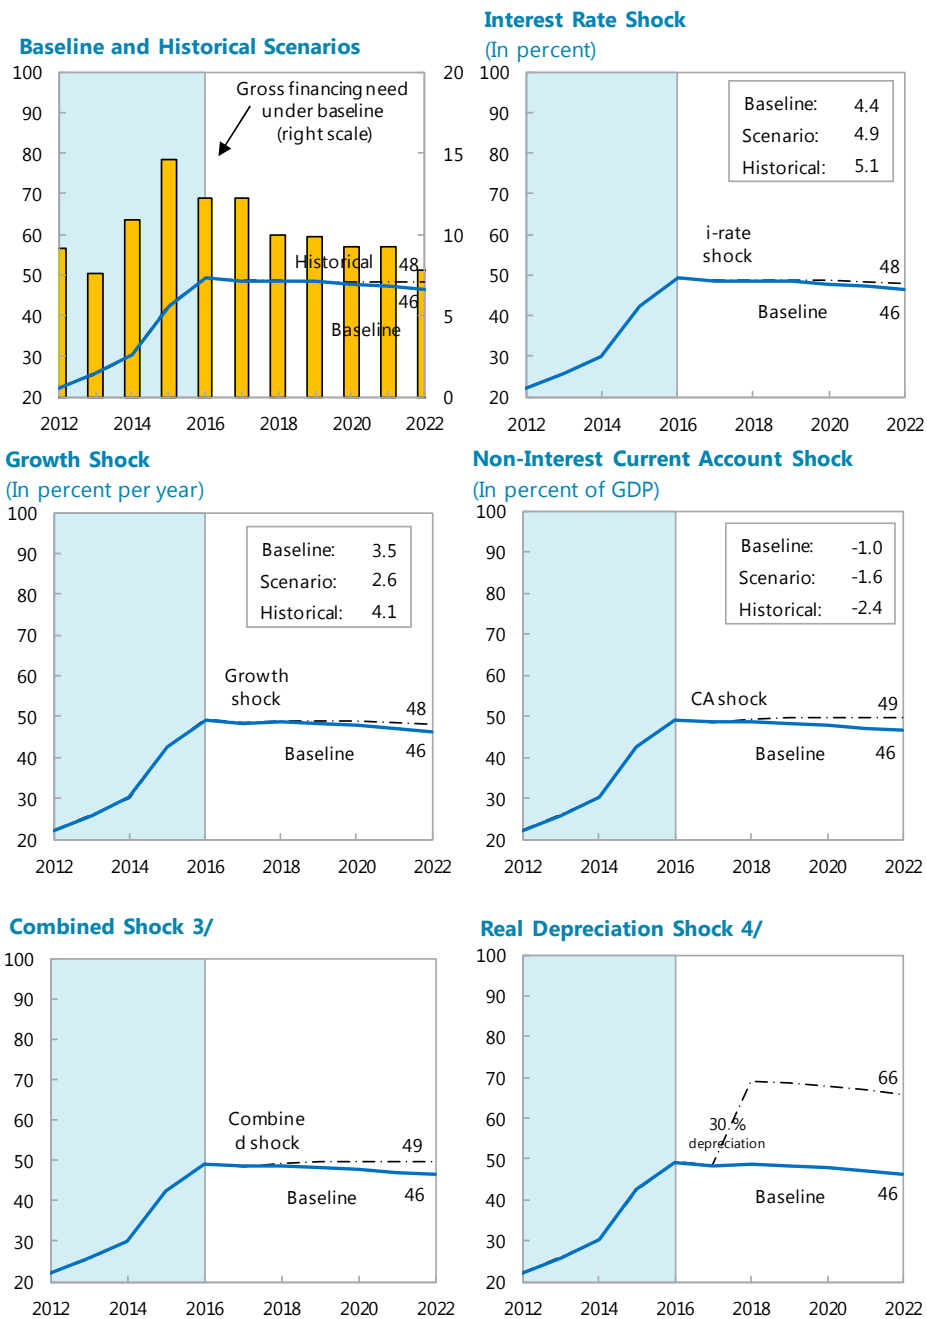 Baseline and Historical Scenarios
100
90
80
70
60
50
40
30
20
20
15
10
5
0
Gross financing need
under baseline
(right scale)
Historical
48
46
Baseline
2012 2014 2016 2018 2020 2022
Interest Rate Shock
(In percent)
100
90
80
70
60
50
40
30
20
Baseline: 4.4
Scenario: 4.9
Historical: 5.1
i-rate
shock
48
Baseline
46
2012 2014 2016 2018 2020 2022
Growth Shock
(In percent per year)
100
90
80
70
60
50
40
30
20
Baseline: 3.5
Scenario: 2.6
Historical: 4.1
Growth
shock
48
Baseline
46
2012 2014 2016 2018 2020 2022
Non-Interest Current Account Shock
(In percent of GDP)
100
90
80
70
60
50
40
30
20
Baseline: -1.0
Scenario: -1.6
Historical: -2.4
CA shock
49
Baseline
46
2012 2014 2016 2018 2020 2022
Combined Shock 3/
100
90
80
70
60
50
40
30
20
Combine
d shock
49
Baseline
46
2012 2014 2016 2018 2020 2022
Real Depreciation Shock 4/
100
90
80
70
60
50
40
30
20
66
30 %
depreciation
Baseline
46
2012 2014 2016 2018 2020 2022